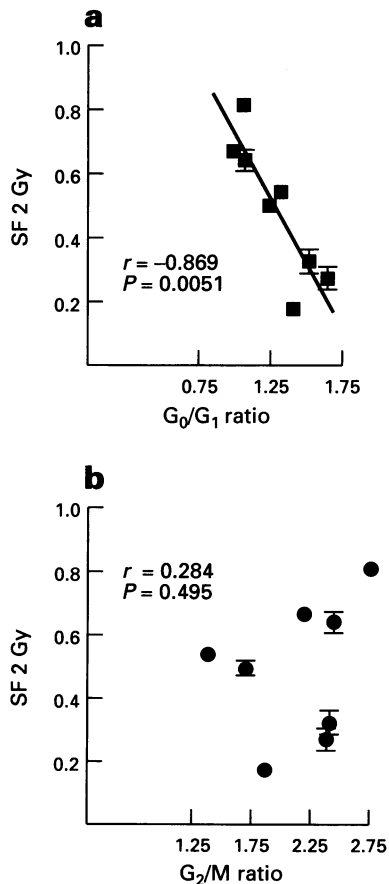 a
1.0
0.8
0.6
0.4
0.2
SF 2 Gy
r = –0.869
P = 0.0051
0.75 1.25 1.75
G₀/G₁ ratio
b
1.0
0.8
0.6
0.4
0.2
SF 2 Gy
r = 0.284
P = 0.495
1.25 1.75 2.25 2.75
G₂/M ratio